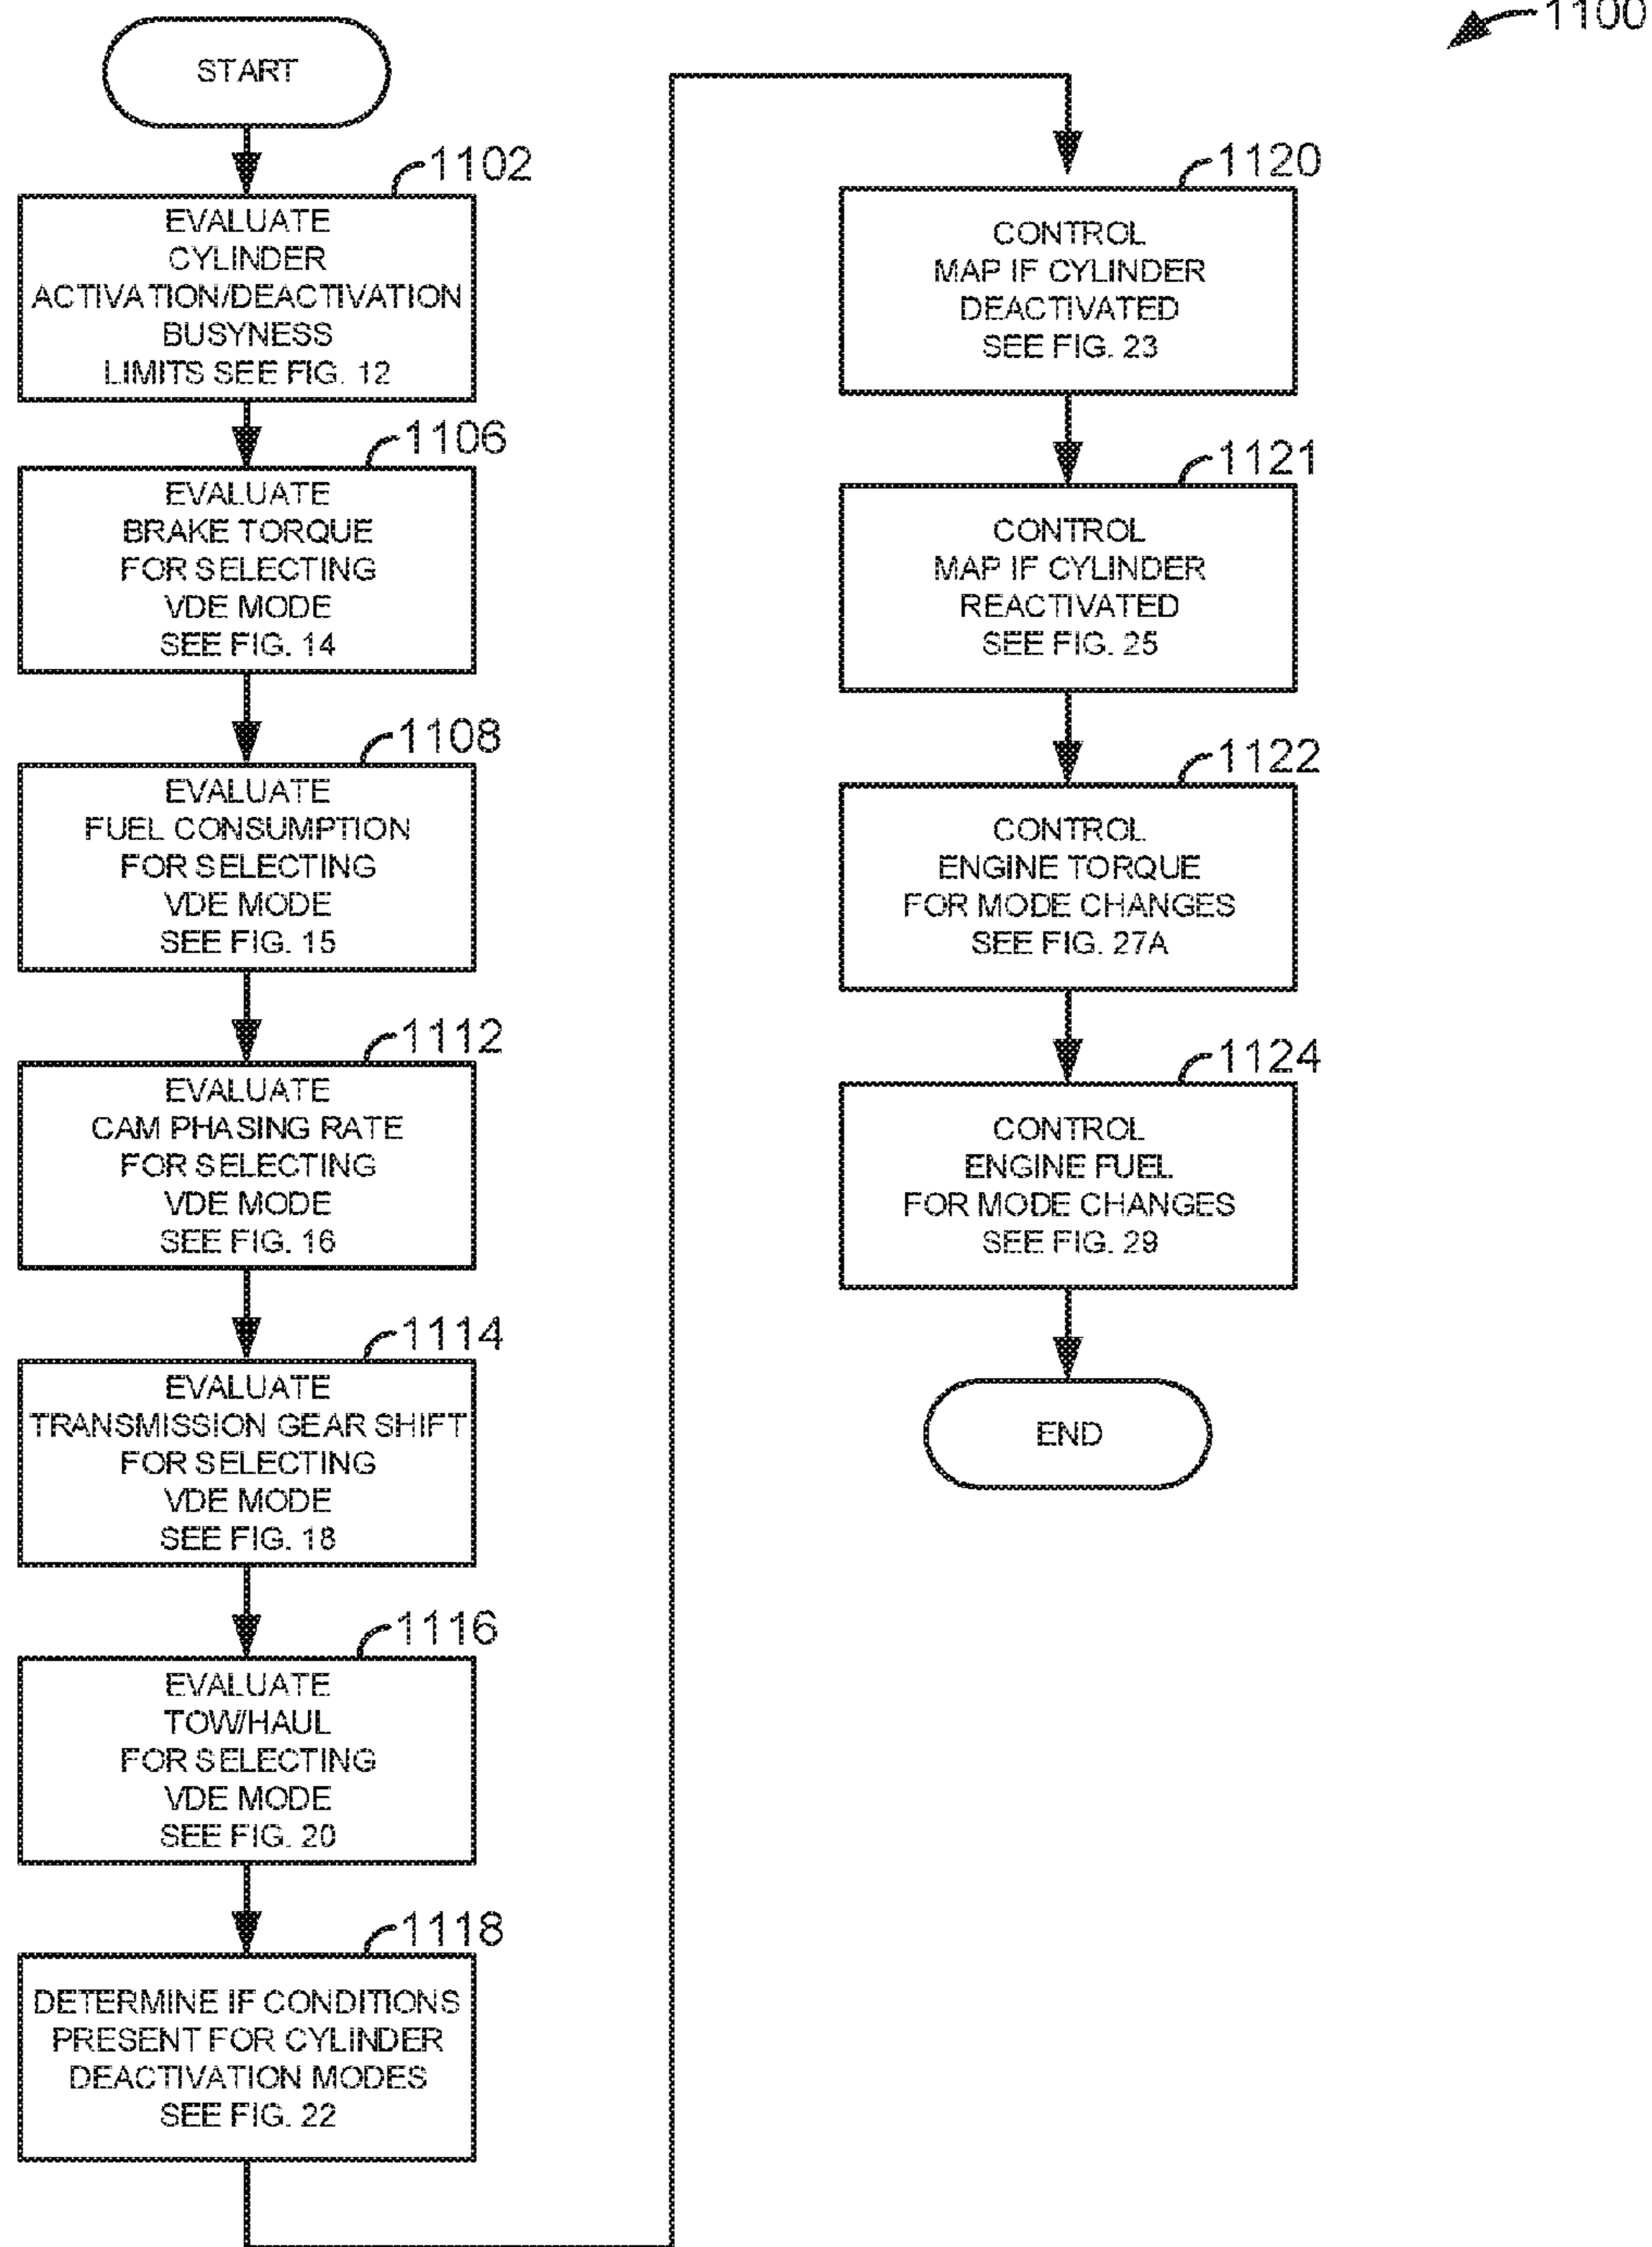 1100
START
1102
EVALUATE
CYLINDER
ACTIVATION/DEACTIVATION
BUSYNESS
LIMITS SEE FIG. 12
1106
EVALUATE
BRAKE TORQUE
FOR SELECTING
VDE MODE
SEE FIG. 14
1108
EVALUATE
FUEL CONSUMPTION
FOR SELECTING
VDE MODE
SEE FIG. 15
1112
EVALUATE
CAM PHASING RATE
FOR SELECTING
VDE MODE
SEE FIG. 16
1114
EVALUATE
TRANSMISSION GEAR SHIFT
FOR SELECTING
VDE MODE
SEE FIG. 18
1116
EVALUATE
TOW/HAUL
FOR SELECTING
VDE MODE
SEE FIG. 20
1118
DETERMINE IF CONDITIONS
PRESENT FOR CYLINDER
DEACTIVATION MODES
SEE FIG. 22
1120
CONTROL
MAP IF CYLINDER
DEACTIVATED
SEE FIG. 23
1121
CONTROL
MAP IF CYLINDER
REACTIVATED
SEE FIG. 25
1122
CONTROL
ENGINE TORQUE
FOR MODE CHANGES
SEE FIG. 27A
1124
CONTROL
ENGINE FUEL
FOR MODE CHANGES
SEE FIG. 29
END